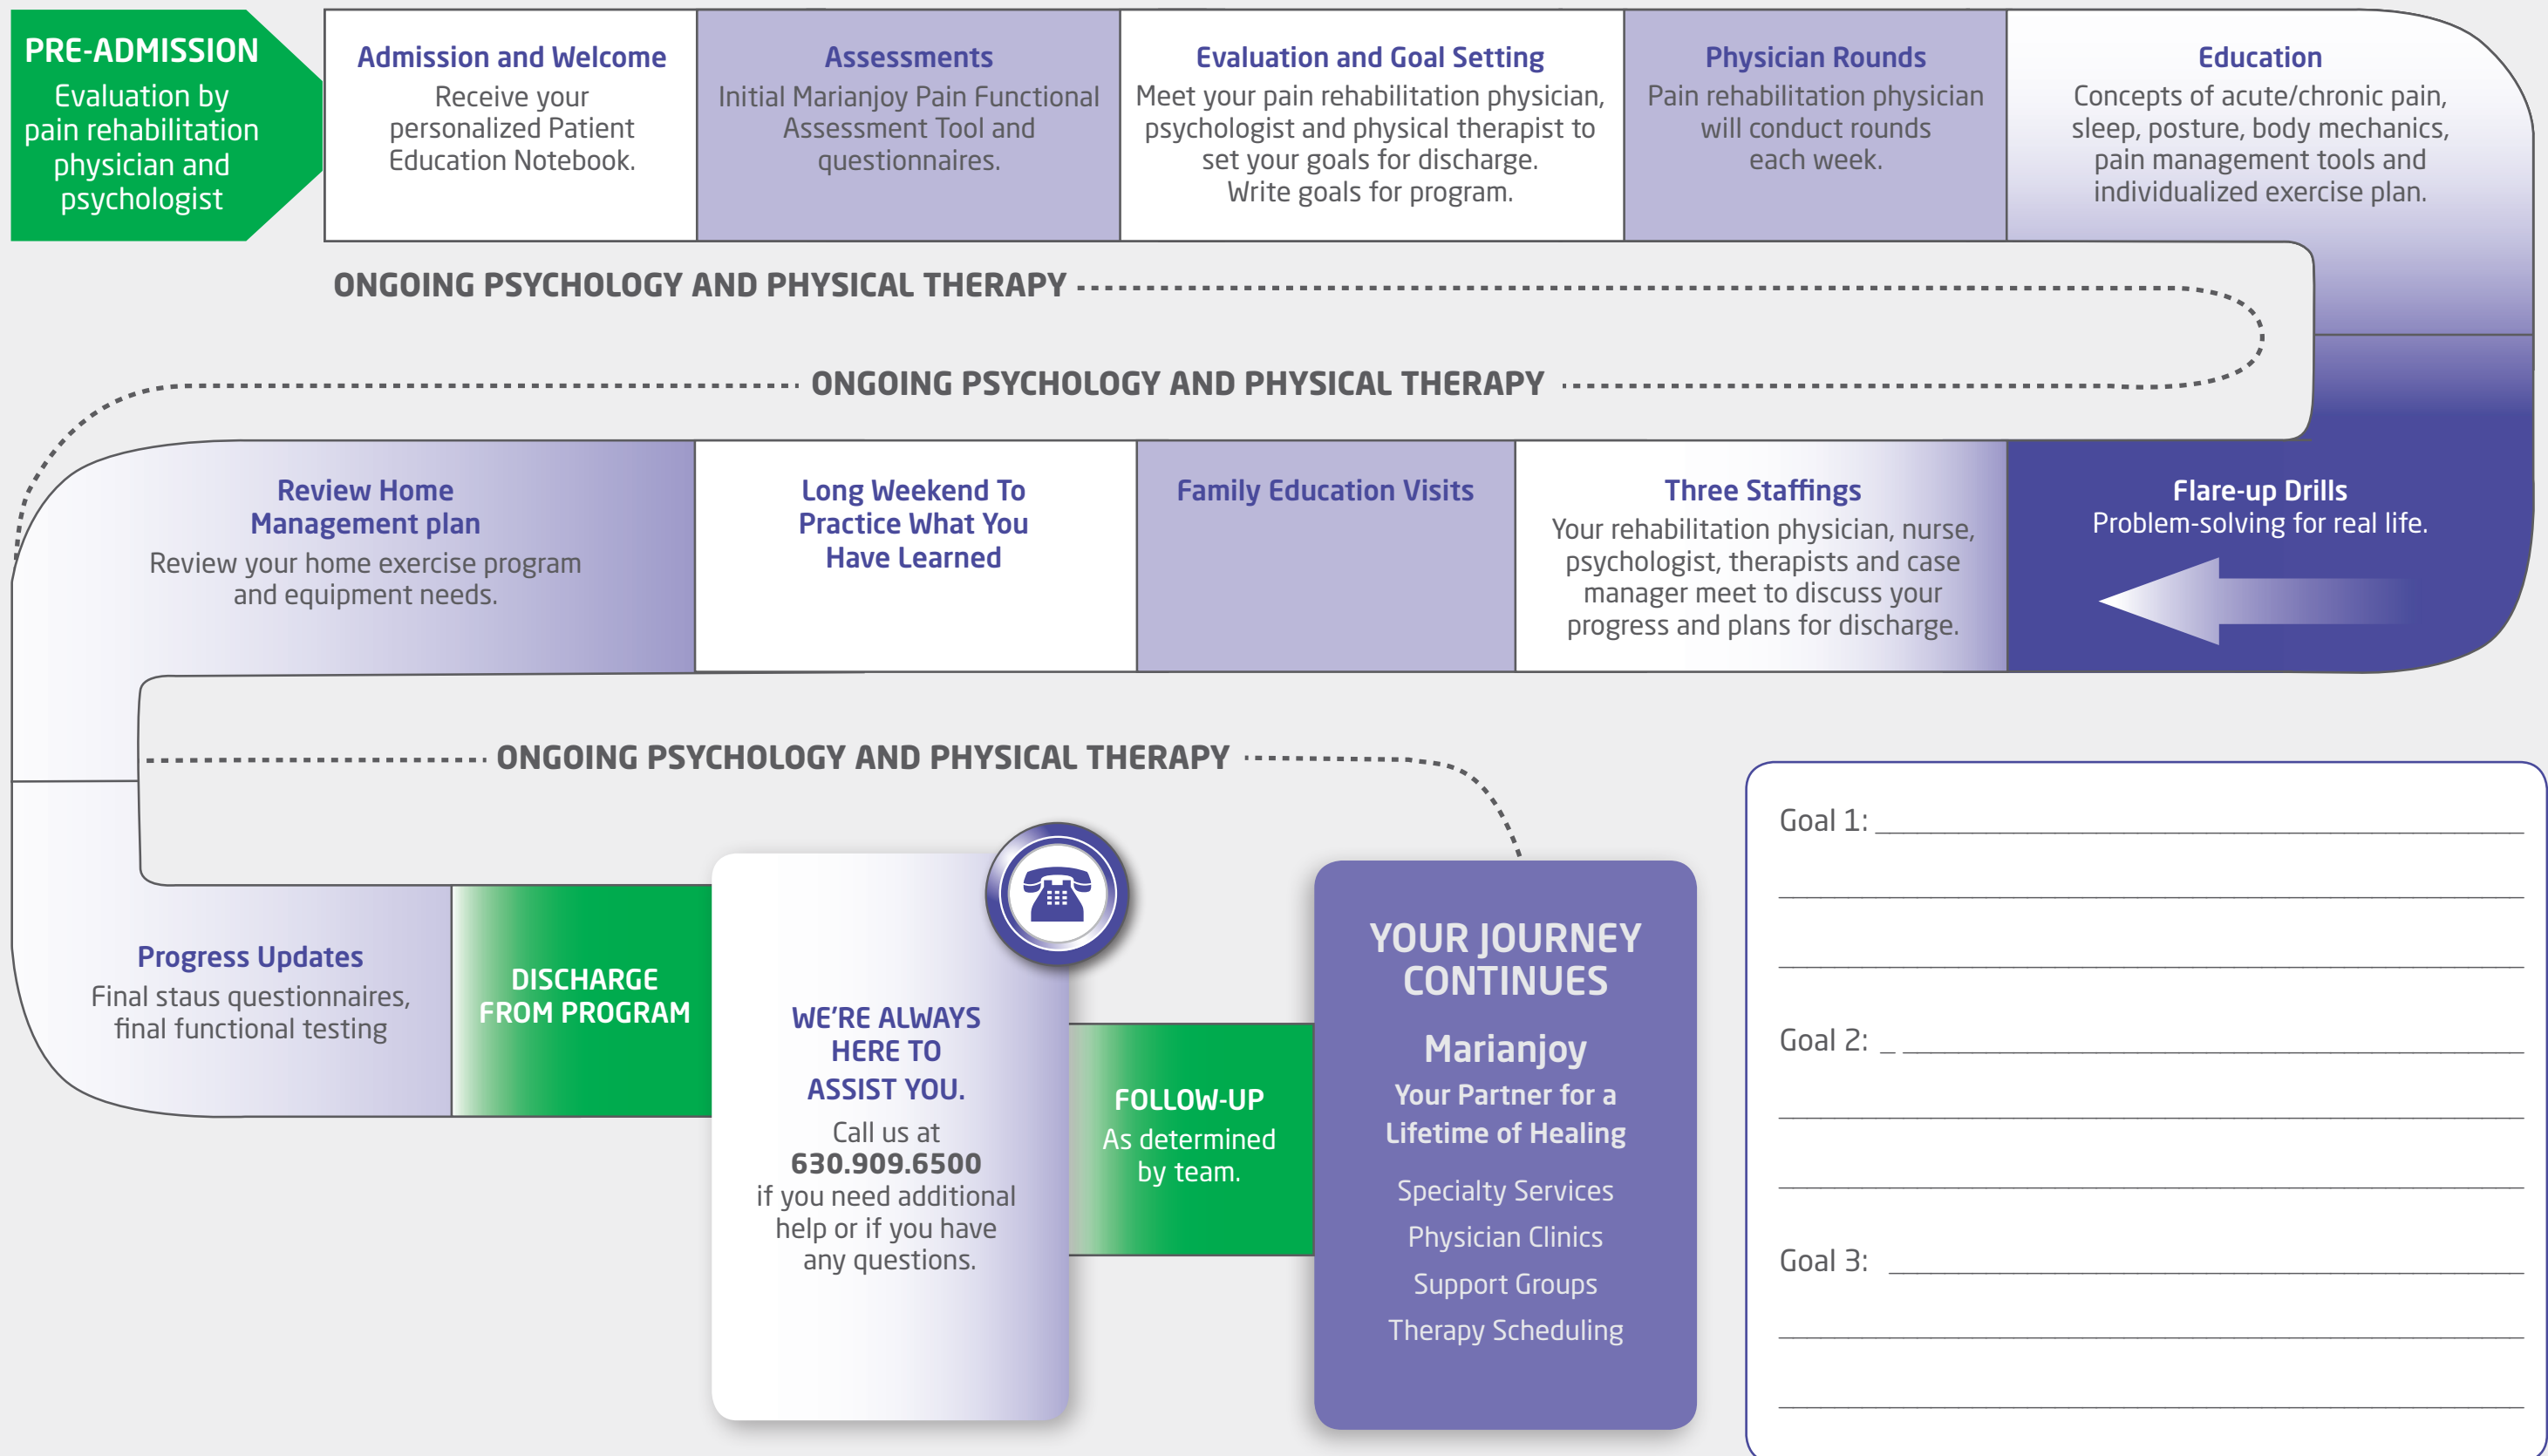 PRE-ADMISSION
Evaluation by
pain rehabilitation
physician and
psychologist
Admission and Welcome
Receive your
personalized Patient
Education Notebook.
Assessments
Initial Marianjoy Pain Functional
Assessment Tool and
questionnaires.
Evaluation and Goal Setting
Meet your pain rehabilitation physician,
psychologist and physical therapist to
set your goals for discharge.
Write goals for program.
Physician Rounds
Pain rehabilitation physician
will conduct rounds
each week.
Education
Concepts of acute/chronic pain,
sleep, posture, body mechanics,
pain management tools and
individualized exercise plan.
ONGOING PSYCHOLOGY AND PHYSICAL THERAPY
ONGOING PSYCHOLOGY AND PHYSICAL THERAPY
Flare-up Drills
Problem-solving for real life.
Three Staffings
Your rehabilitation physician, nurse,
psychologist, therapists and case
manager meet to discuss your
progress and plans for discharge.
Family Education Visits
Long Weekend To
Practice What You
Have Learned
Review Home
Management plan
Review your home exercise program
and equipment needs.
ONGOING PSYCHOLOGY AND PHYSICAL THERAPY
Progress Updates
Final staus questionnaires,
final functional testing
DISCHARGE
FROM PROGRAM
WE'RE ALWAYS
HERE TO
ASSIST YOU.
Call us at
630.909.6500
if you need additional
help or if you have
any questions.
FOLLOW-UP
As determined
by team.
YOUR JOURNEY
CONTINUES
Marianjoy
Your Partner for a
Lifetime of Healing
Specialty Services
Physician Clinics
Support Groups
Therapy Scheduling
Goal 1:
Goal 2:
Goal 3: